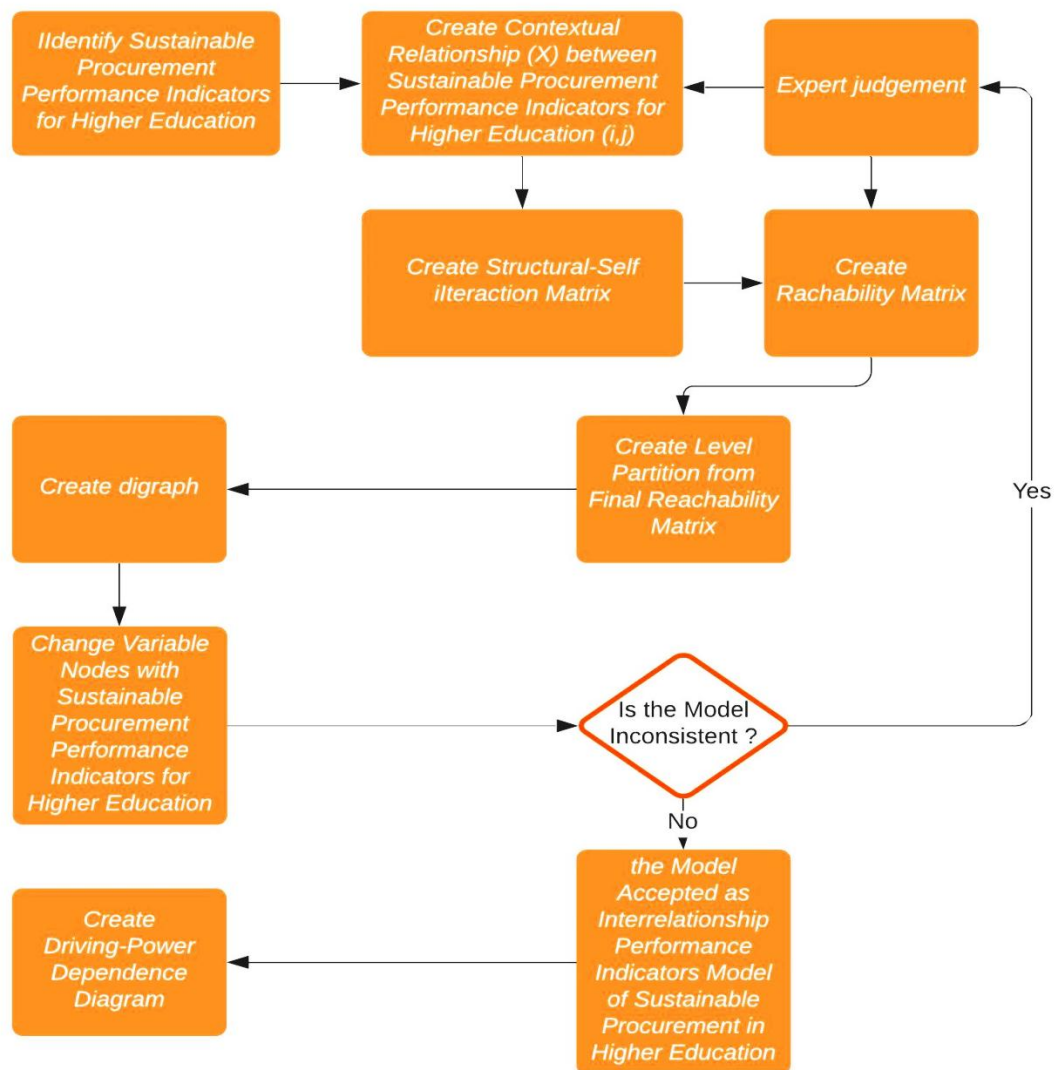 IIdentify Sustainable
Procurement
Performance Indicators
for Higher Education
Create Contextual
Relationship (X) between
Sustainable Procurement
Performance Indicators for
Higher Education (i,j)
Expert judgement
Create Structural-Self
iIteraction Matrix
Create
Rachability Matrix
Create Level
Partition from
Final Reachability
Matrix
Create digraph
Yes
Change Variable
Nodes with
Sustainable
Procurement
Performance
Indicators for
Higher Education
Is the Model
Inconsistent ?
No
the Model
Accepted as
Interrelationship
Performance
Indicators Model
of Sustainable
Procurement in
Higher Education
Create
Driving-Power
Dependence
Diagram